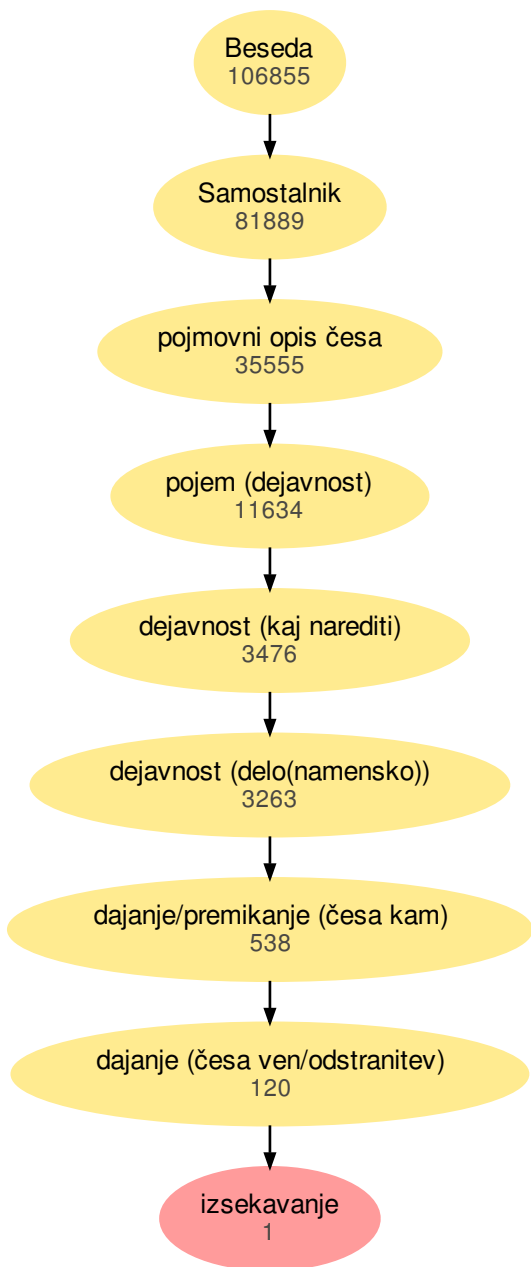 Beseda
106855
Samostalnik
81889
pojmovni opis česa
35555
pojem (dejavnost)
11634
dejavnost (kaj narediti)
3476
dejavnost (delo(namensko))
3263
dajanje/premikanje (česa kam)
538
dajanje (česa ven/odstranitev)
120
izsekavanje
1